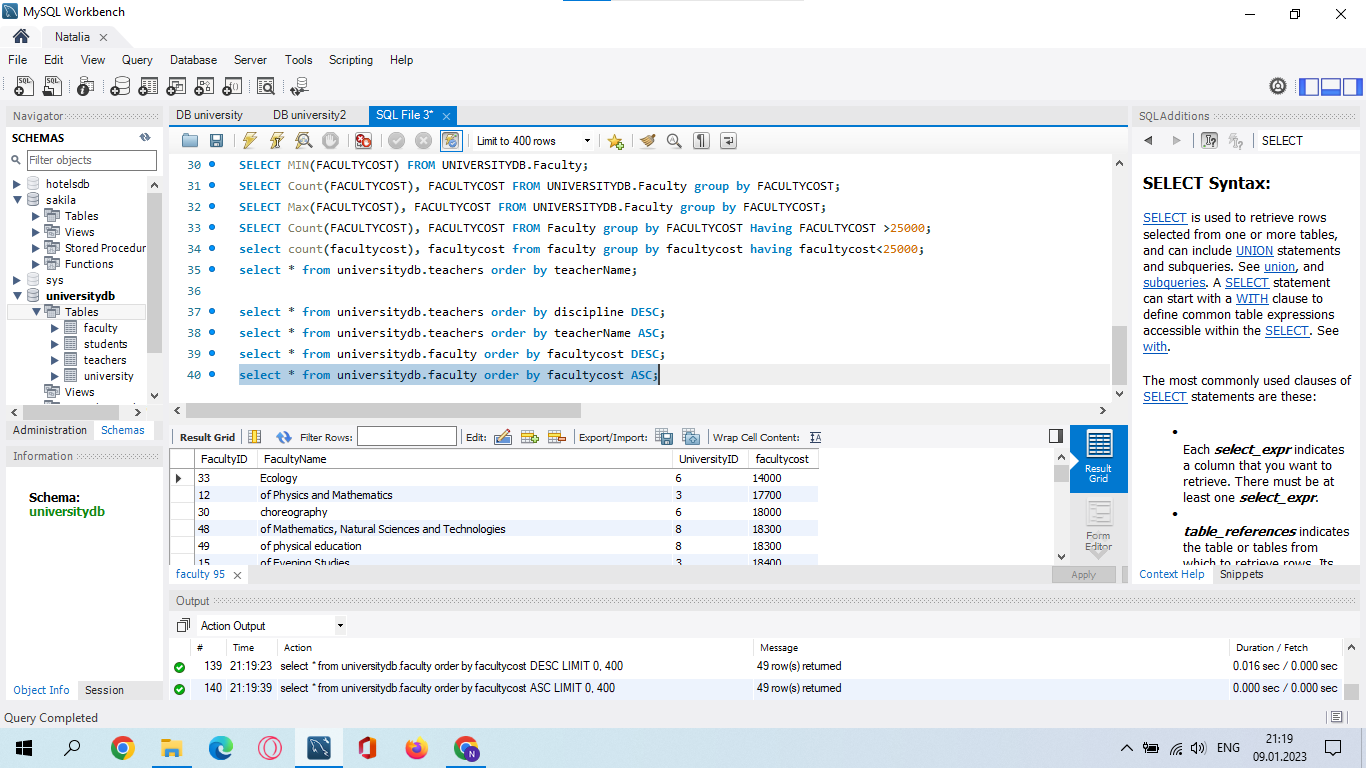 MySQL Workbench
Natalia
File Edit View Query Database Server Tools Scripting Help
Navigator
SCHEMAS
Filter objects
hotelsdb
sakila
Tables
Views
Stored Procedur
Functions
sys
universitydb
Tables
faculty
students
teachers
university
Views
Administration Schemas
Information
Schema:
universitydb
Object Info Session
DB university DB university2 SQL File 3*
Limit to 400 rows
30 SELECT MIN(FACULTYCOST) FROM UNIVERSITYDB.Faculty;
31 SELECT Count(FACULTYCOST), FACULTYCOST FROM UNIVERSITYDB.Faculty group by FACULTYCOST;
32 SELECT Max(FACULTYCOST), FACULTYCOST FROM UNIVERSITYDB.Faculty group by FACULTYCOST;
33 SELECT Count(FACULTYCOST), FACULTYCOST FROM Faculty group by FACULTYCOST Having FACULTYCOST >25000;
34 select count(facultycost), facultycost from faculty group by facultycost having facultycost<25000;
35 select * from universitydb.teachers order by teacherName;
36
37 select * from universitydb.teachers order by discipline DESC;
38 select * from universitydb.teachers order by teacherName ASC;
39 select * from universitydb.faculty order by facultycost DESC;
40 select * from universitydb.faculty order by facultycost ASC;
Result Grid Filter Rows: Edit: Export/Import: Wrap Cell Content:
FacultyID FacultyName UniversityID facultycost
33 Ecology 6 14000
12 of Physics and Mathematics 3 17700
30 choreography 6 18000
48 of Mathematics, Natural Sciences and Technologies 8 18300
49 of physical education 8 18300
15 of Evening Studies 3 18400
Result
Grid
Form
Editor
faculty 95
Apply
SQLAdditions
SELECT
SELECT Syntax:
SELECT is used to retrieve rows
selected from one or more tables,
and can include UNION statements
and subqueries. See union, and
subqueries. A SELECT statement
can start with a WITH clause to
define common table expressions
accessible within the SELECT. See
with.
The most commonly used clauses of
SELECT statements are these:
Each select_expr indicates
a column that you want to
retrieve. There must be at
least one select_expr.
table_references indicates
the table or tables from
which to retrieve rows. Its
Context Help Snippets
Output
Action Output
# Time Action Message Duration / Fetch
139 21:19:23 select * from universitydb.faculty order by facultycost DESC LIMIT 0, 400 49 row(s) returned 0.016 sec / 0.000 sec
140 21:19:39 select * from universitydb.faculty order by facultycost ASC LIMIT 0, 400 49 row(s) returned 0.000 sec / 0.000 sec
Query Completed
ENG
21:19
09.01.2023